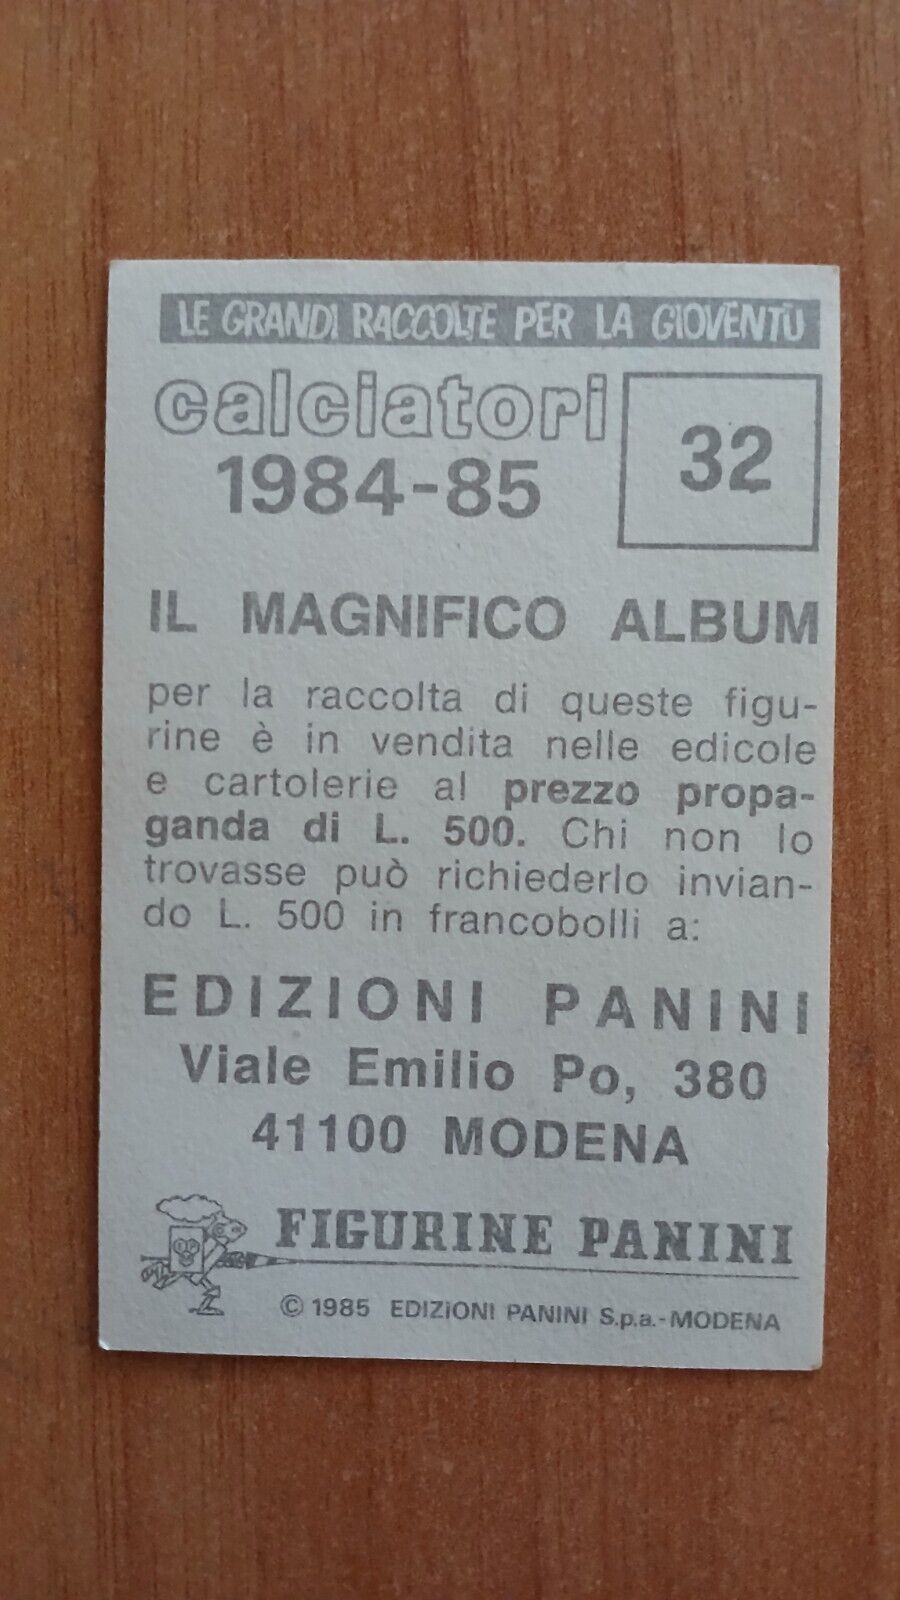 LE GRANDI RACCOLTE PER LA GIOVENTÙ
calciatori
1984-85
32
IL MAGNIFICO ALBUM
per la raccolta di queste figu-
rine è in vendita nelle edicole
e cartolerie al prezzo propa-
ganda di L. 500. Chi non lo
trovasse può richiederlo invian-
do L. 500 in francobolli a:
EDIZIONI PANINI
Viale Emilio Po, 380
41100 MODENA
FIGURINE PANINI
© 1985 EDIZIONI PANINI S.p.a.-MODENA